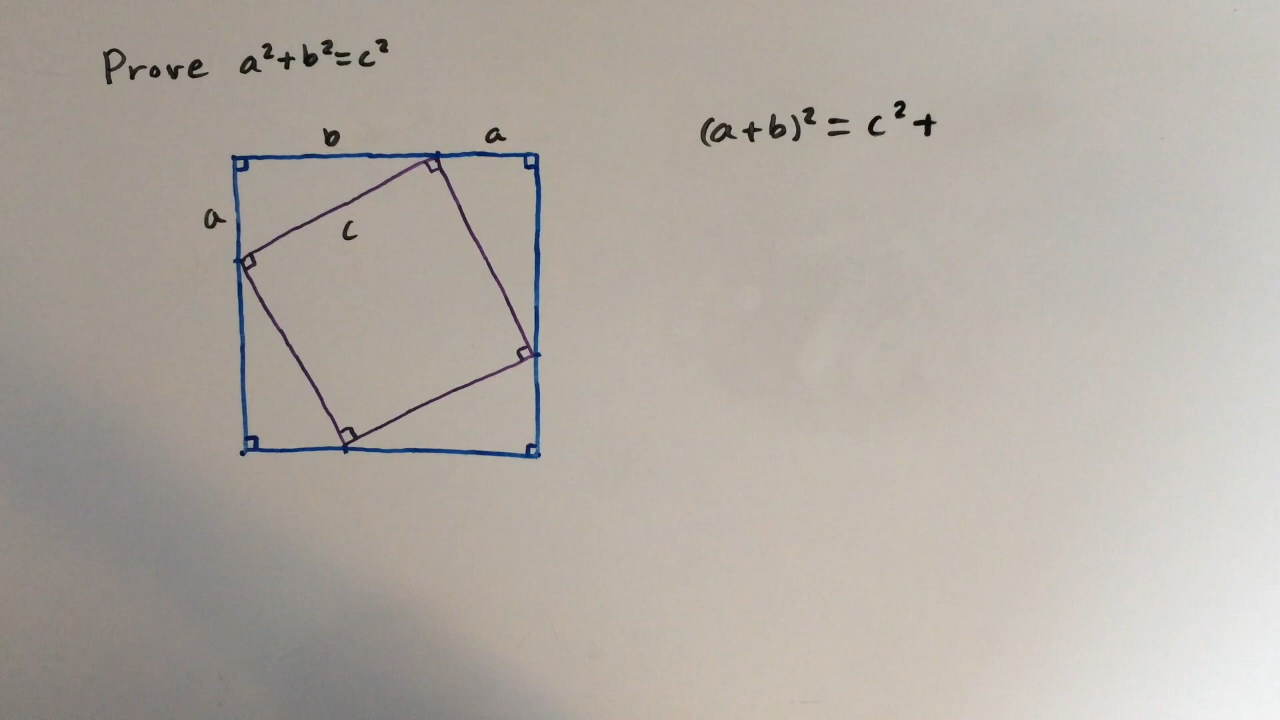 Prove a²+b²=c²
(a+b)² = c² +
b
a
a
c